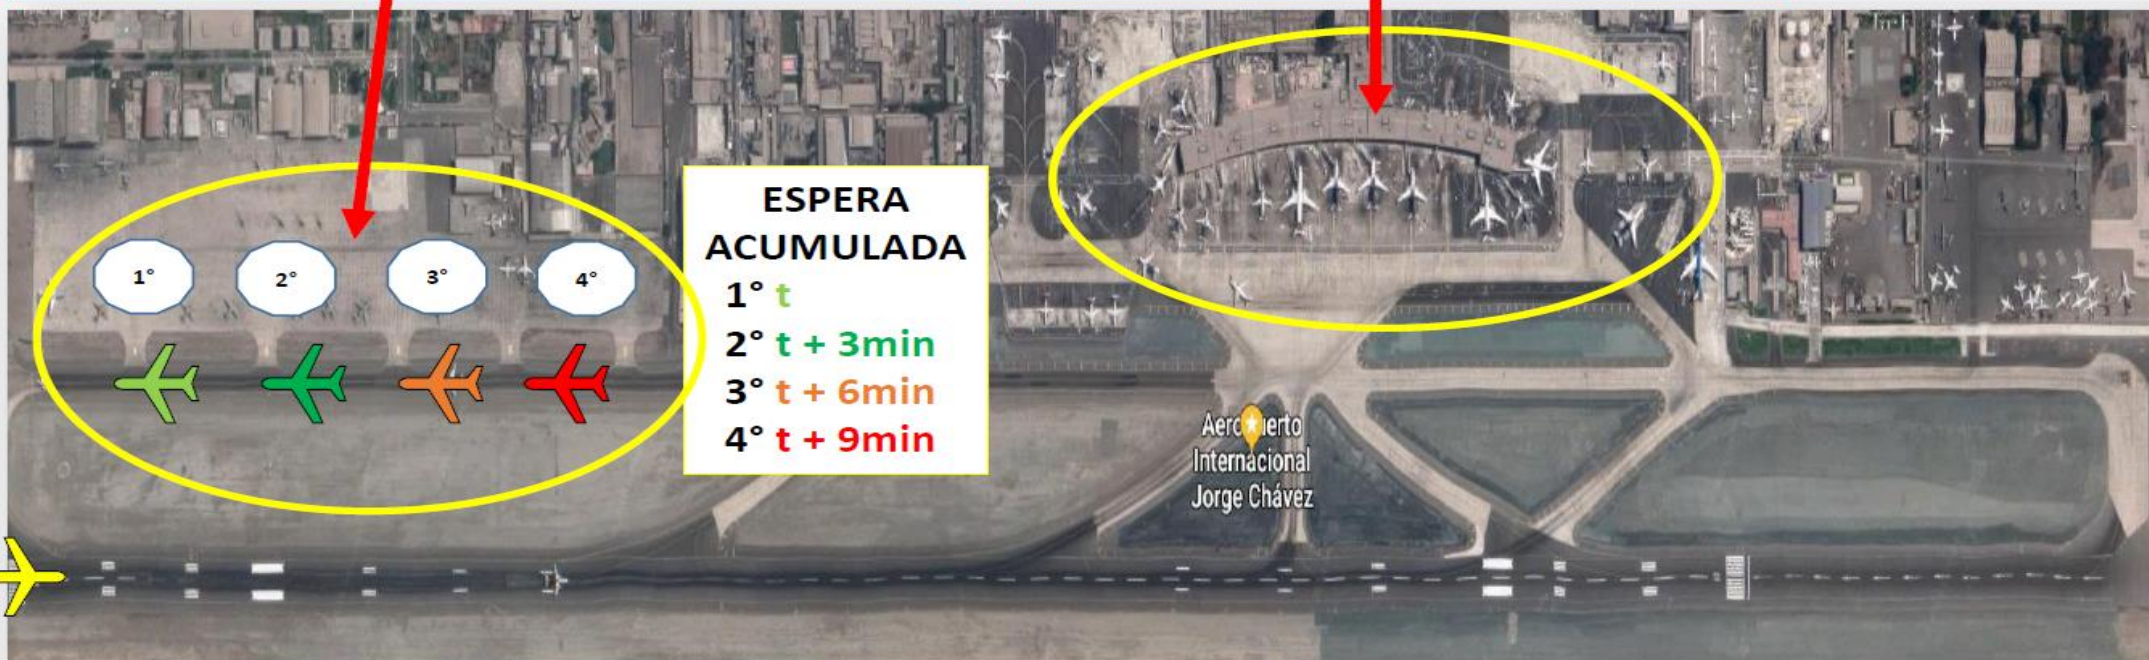 1°
2°
3°
4°
ESPERA
ACUMULADA
1° t
2° t + 3min
3° t + 6min
4° t + 9min
Aeropuerto
Internacional
Jorge Chávez